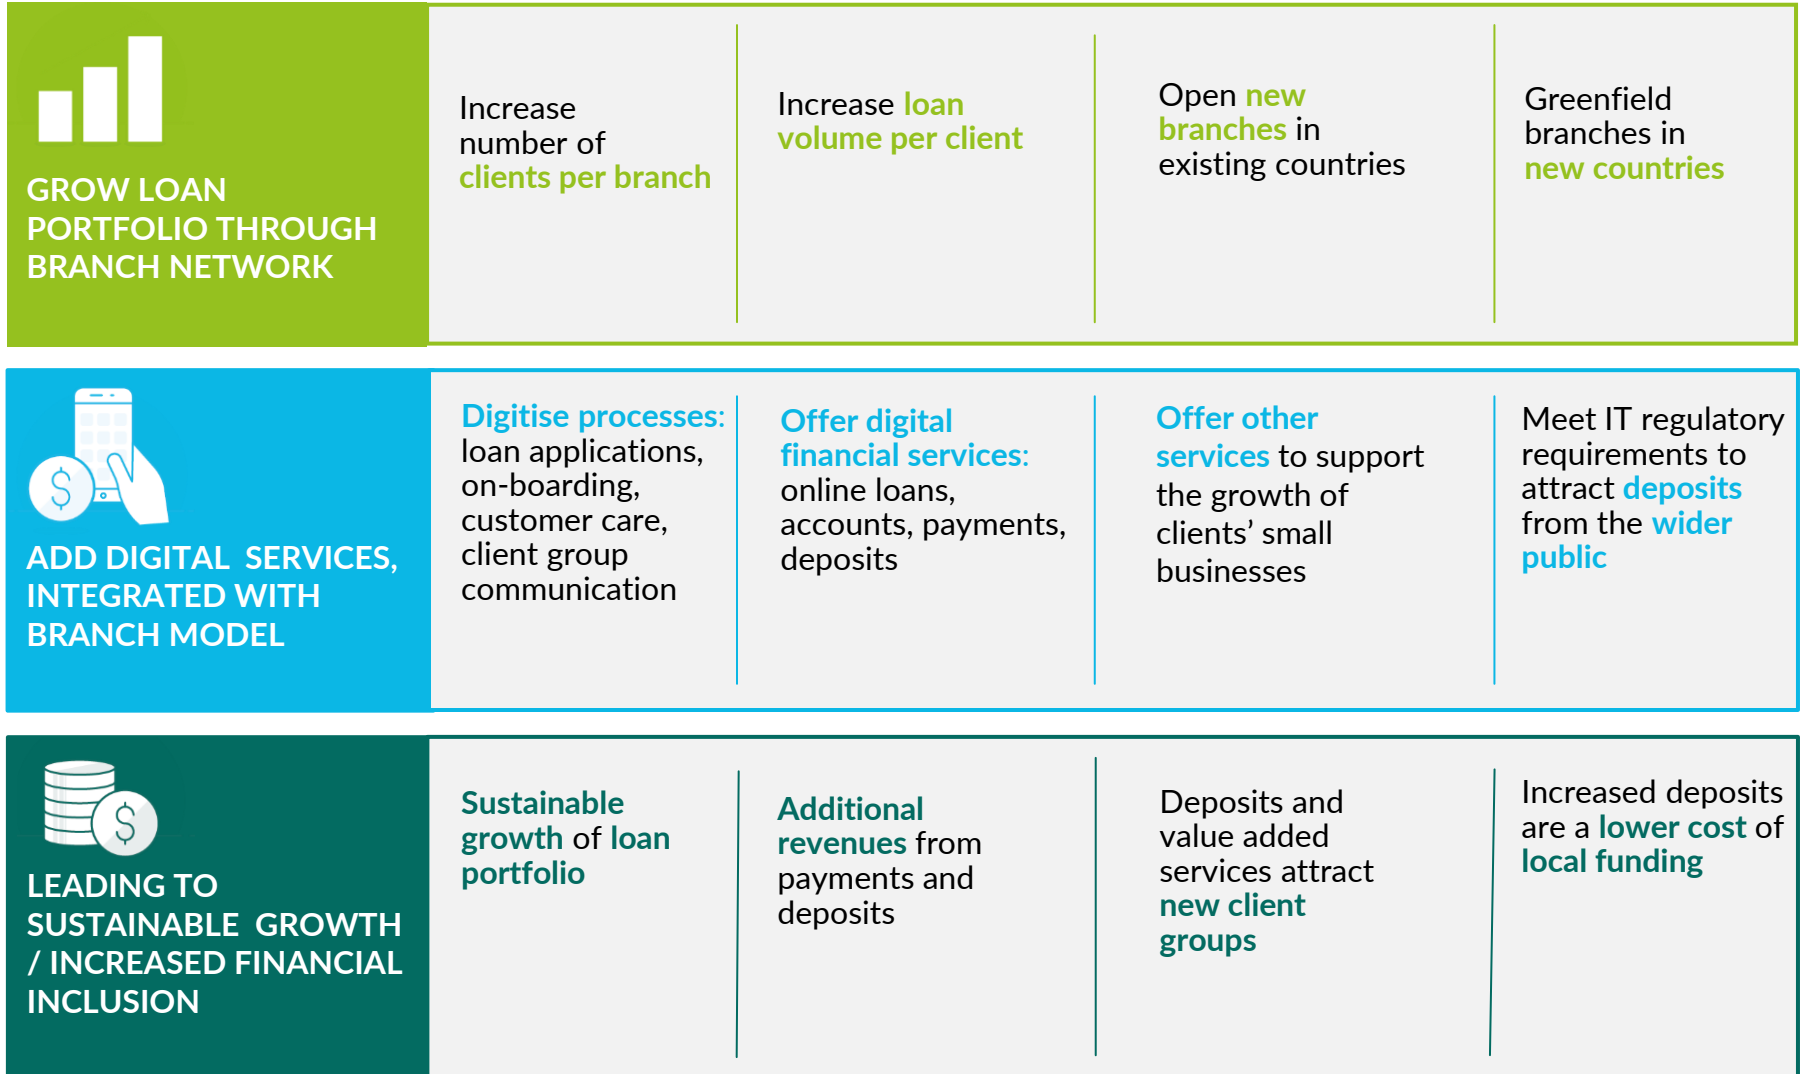 GROW LOAN
PORTFOLIO THROUGH
BRANCH NETWORK
Increase
number of
clients per branch
Increase loan
volume per client
Open new
branches in
existing countries
Greenfield
branches in
new countries
ADD DIGITAL SERVICES,
INTEGRATED WITH
BRANCH MODEL
Digitise processes:
loan applications,
on-boarding,
customer care,
client group
communication
Offer digital
financial services:
online loans,
accounts, payments,
deposits
Offer other
services to support
the growth of
clients’ small
businesses
Meet IT regulatory
requirements to
attract deposits
from the wider
public
LEADING TO
SUSTAINABLE GROWTH
/ INCREASED FINANCIAL
INCLUSION
Sustainable
growth of loan
portfolio
Additional
revenues from
payments and
deposits
Deposits and
value added
services attract
new client
groups
Increased deposits
are a lower cost of
local funding